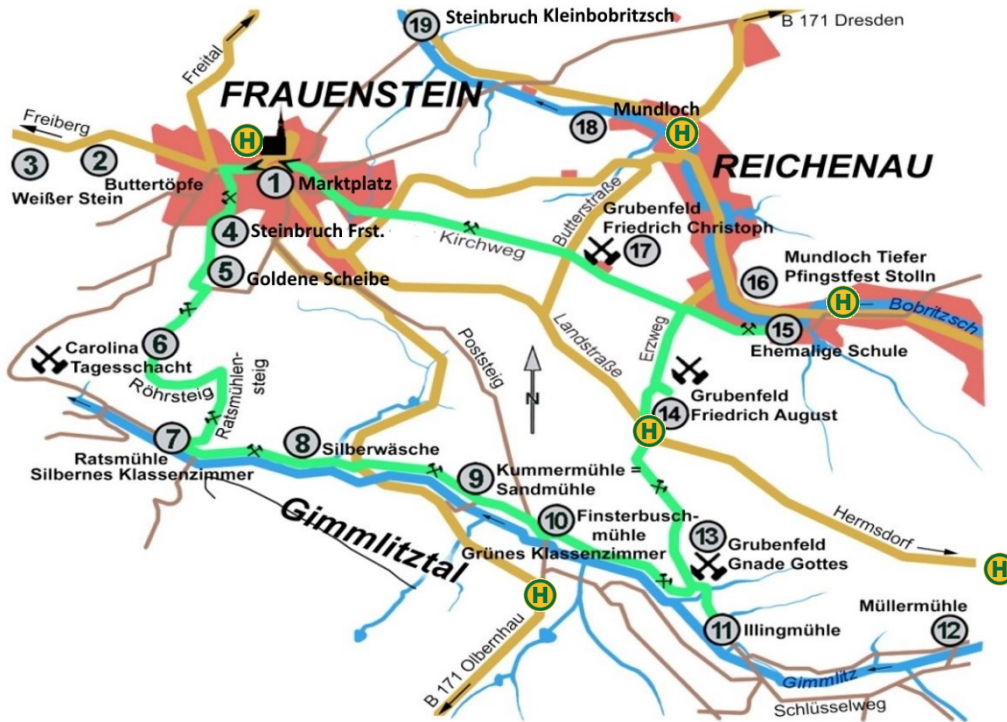 19
Steinbruch Kleinbobritzsch
B 171 Dresden
Freital
FRAUENSTEIN
Mundloch
18
H
H
Freiberg
3
2
Buttertöpfe
Weißer Stein
1
Marktplatz
REICHENAU
Butterstraße
Grubenfeld
Friedrich Christoph
17
4
Steinbruch Frst.
Kirchweg
5
Goldene Scheibe
16
Mundloch Tiefer
Pfingstfest Stolln
H
Bobritzsch
15
Ehemalige Schule
6
Carolina
Tagesschacht
Röhrsteig
Ratsmühlen-
steig
Poststeig
N
Landstraße
Erzweg
Grubenfeld
Friedrich August
14
H
7
Ratsmühle
Silbernes Klassenzimmer
8
Silberwäsche
9
Kummermühle =
Sandmühle
10
Finsterbusch-
mühle
Grünes Klassenzimmer
Gimmlitztal
13
Grubenfeld
Gnade Gottes
Hermsdorf
H
H
B 171 Olbernhau
11
Illingmühle
Müllermühle
12
Gimmlitz
Schlüsselweg